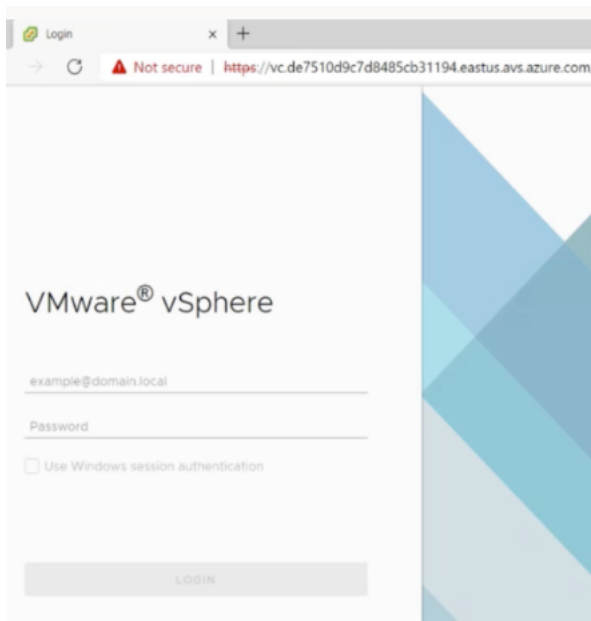 Login
Not secure | https://vc.de7510d9c7d8485cb31194.eastus.avs.azure.com
VMware® vSphere
example@domain.local
Password
Use Windows session authentication
LOGIN